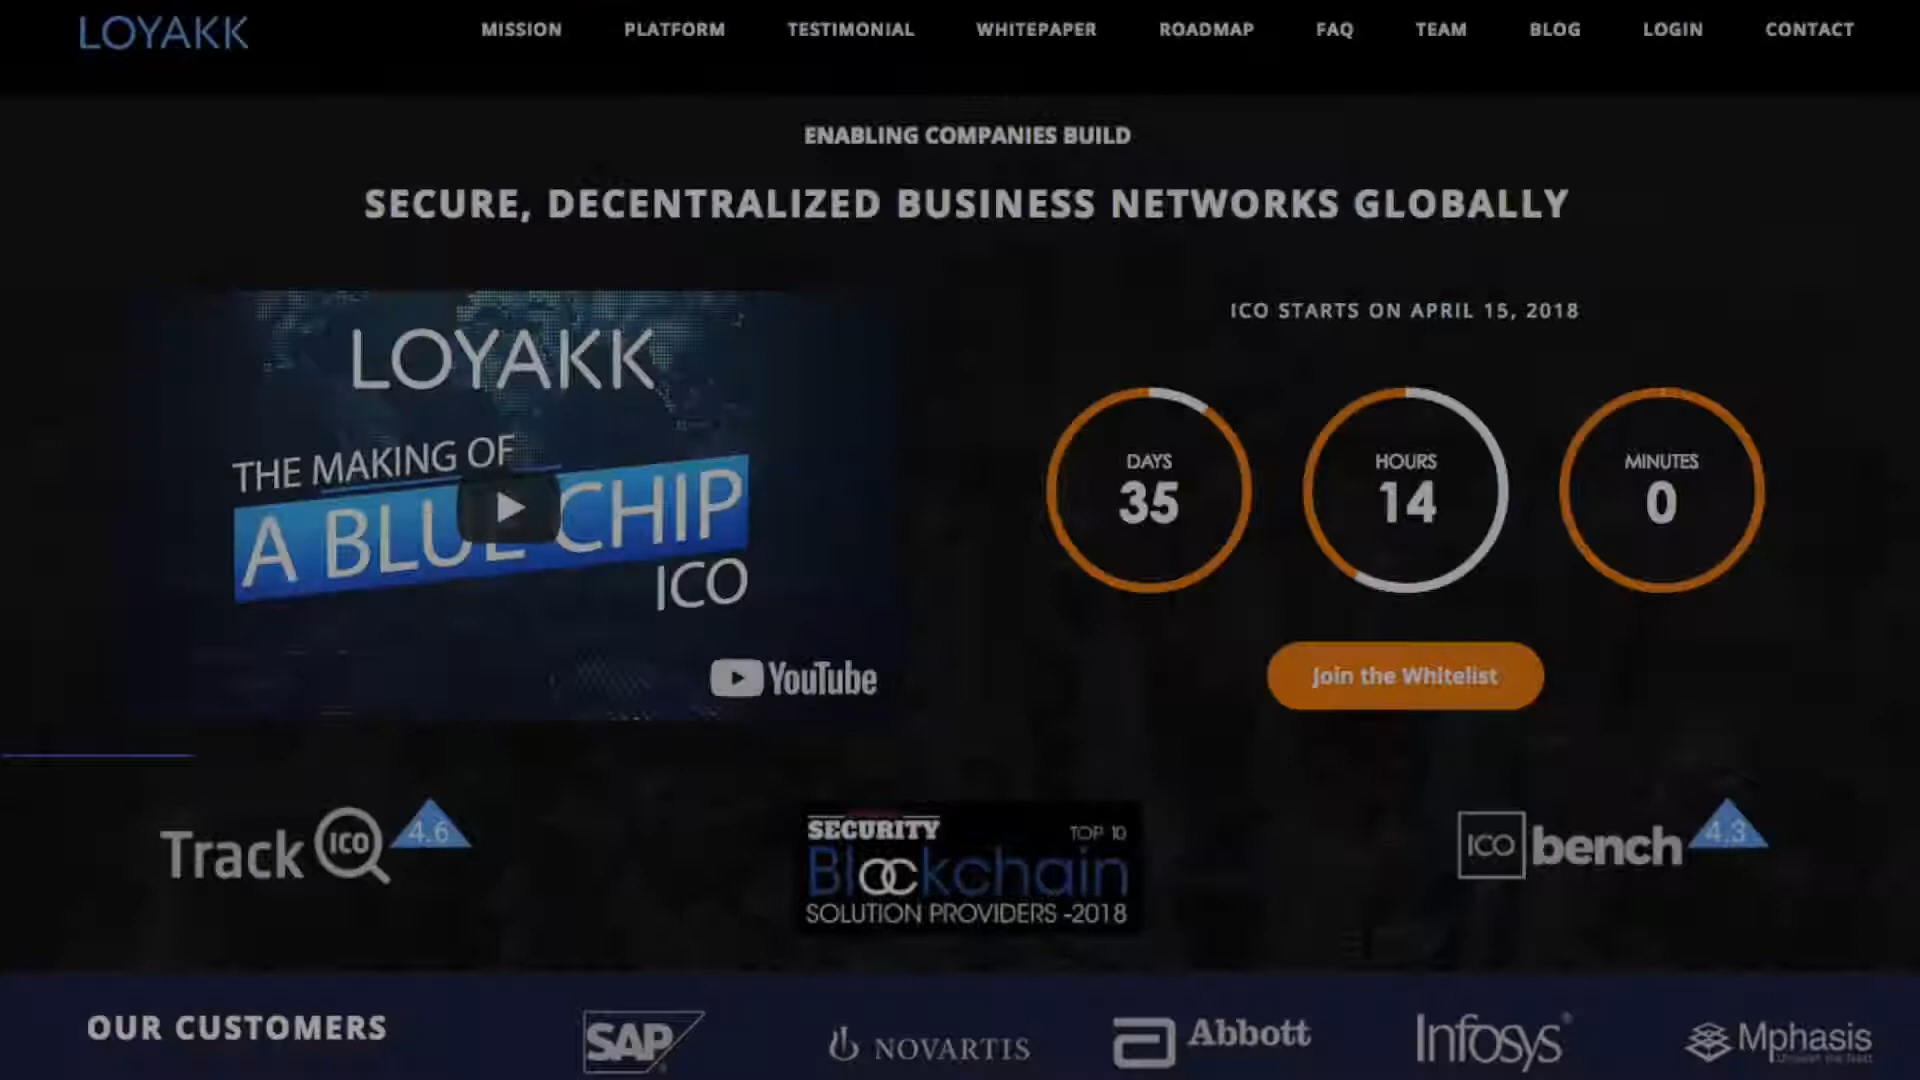 LOYAKK
MISSION PLATFORM TESTIMONIAL WHITEPAPER ROADMAP FAQ TEAM BLOG LOGIN CONTACT
ENABLING COMPANIES BUILD
SECURE, DECENTRALIZED BUSINESS NETWORKS GLOBALLY
LOYAKK
THE MAKING OF
A BLUE CHIP
ICO
YouTube
ICO STARTS ON APRIL 15, 2018
DAYS
35
HOURS
14
MINUTES
0
Join the Whitelist
Track ICO 4.6
SECURITY TOP 10
Blockchain
SOLUTION PROVIDERS -2018
ICO bench 4.3
OUR CUSTOMERS
SAP
NOVARTIS
Abbott
Infosys®
Mphasis